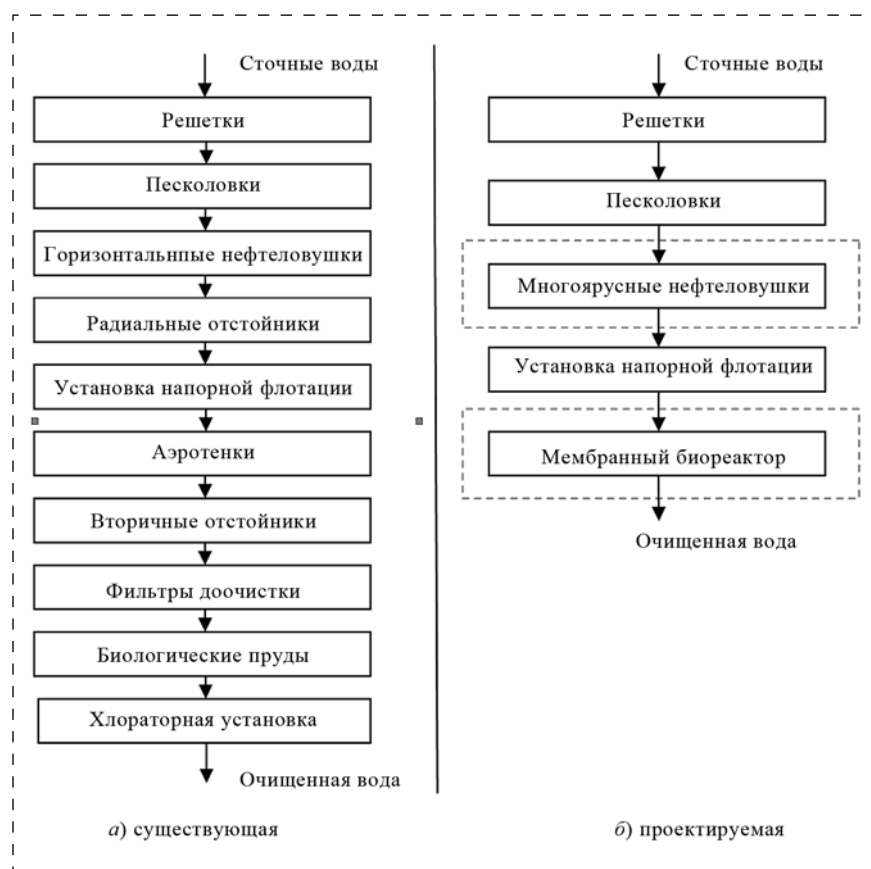 Сточные воды
Решетки
Песколовки
Горизонтальнпые нефтеловушки
Радиальные отстойники
Установка напорной флотации
Аэротенки
Вторичные отстойники
Фильтры доочистки
Биологические пруды
Хлораторная установка
Очищенная вода
а) существующая
Сточные воды
Решетки
Песколовки
Многоярусные нефтеловушки
Установка напорной флотации
Мембранный биореактор
Очищенная вода
б) проектируемая